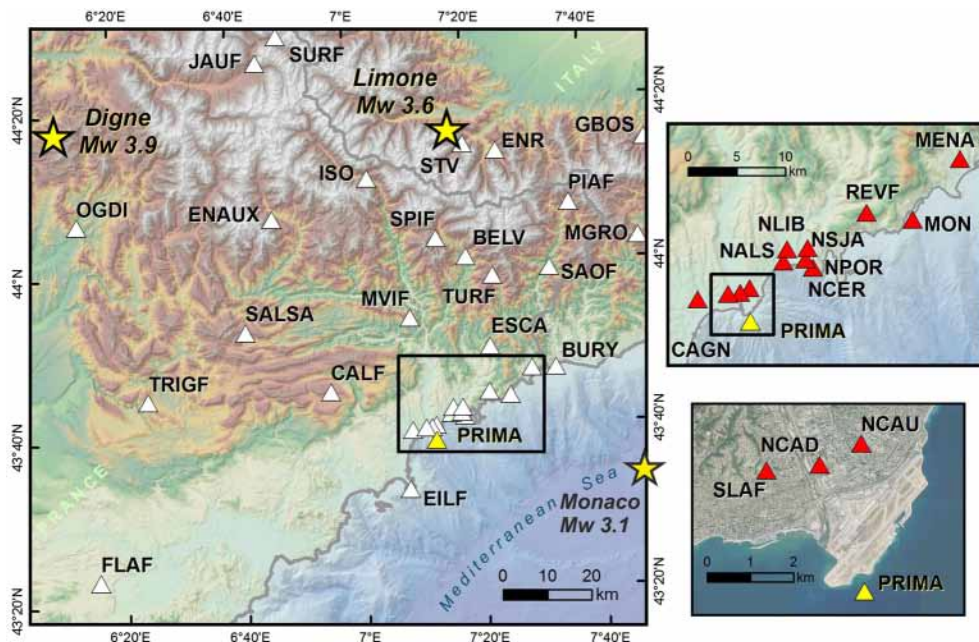 6°20'E
6°40'E
7°0'E
7°20'E
7°40'E
SURF
JAUF
ITALY
Limone
Mw 3.6
Digne
Mw 3.9
44°20'N
44°20'N
GBOS
ENR
STV
ISO
PIAF
OGDI
ENAUX
SPIF
MGRO
BELV
SAOF
44°N
44°N
TURF
MVIF
SALSA
ESCA
BURY
TRIGF
CALF
43°40'N
43°40'N
PRIMA
FRANCE
EILF
Mediterranean Sea
Monaco
Mw 3.1
FLAF
0 10 20
km
43°20'N
43°20'N
6°20'E
6°40'E
7°0'E
7°20'E
7°40'E
0 5 10
km
MENA
REVF
MON
NLIB
NSJA
NALS
NPOR
NCER
PRIMA
CAGN
NCAU
NCAD
SLAF
0 1 2
km
PRIMA